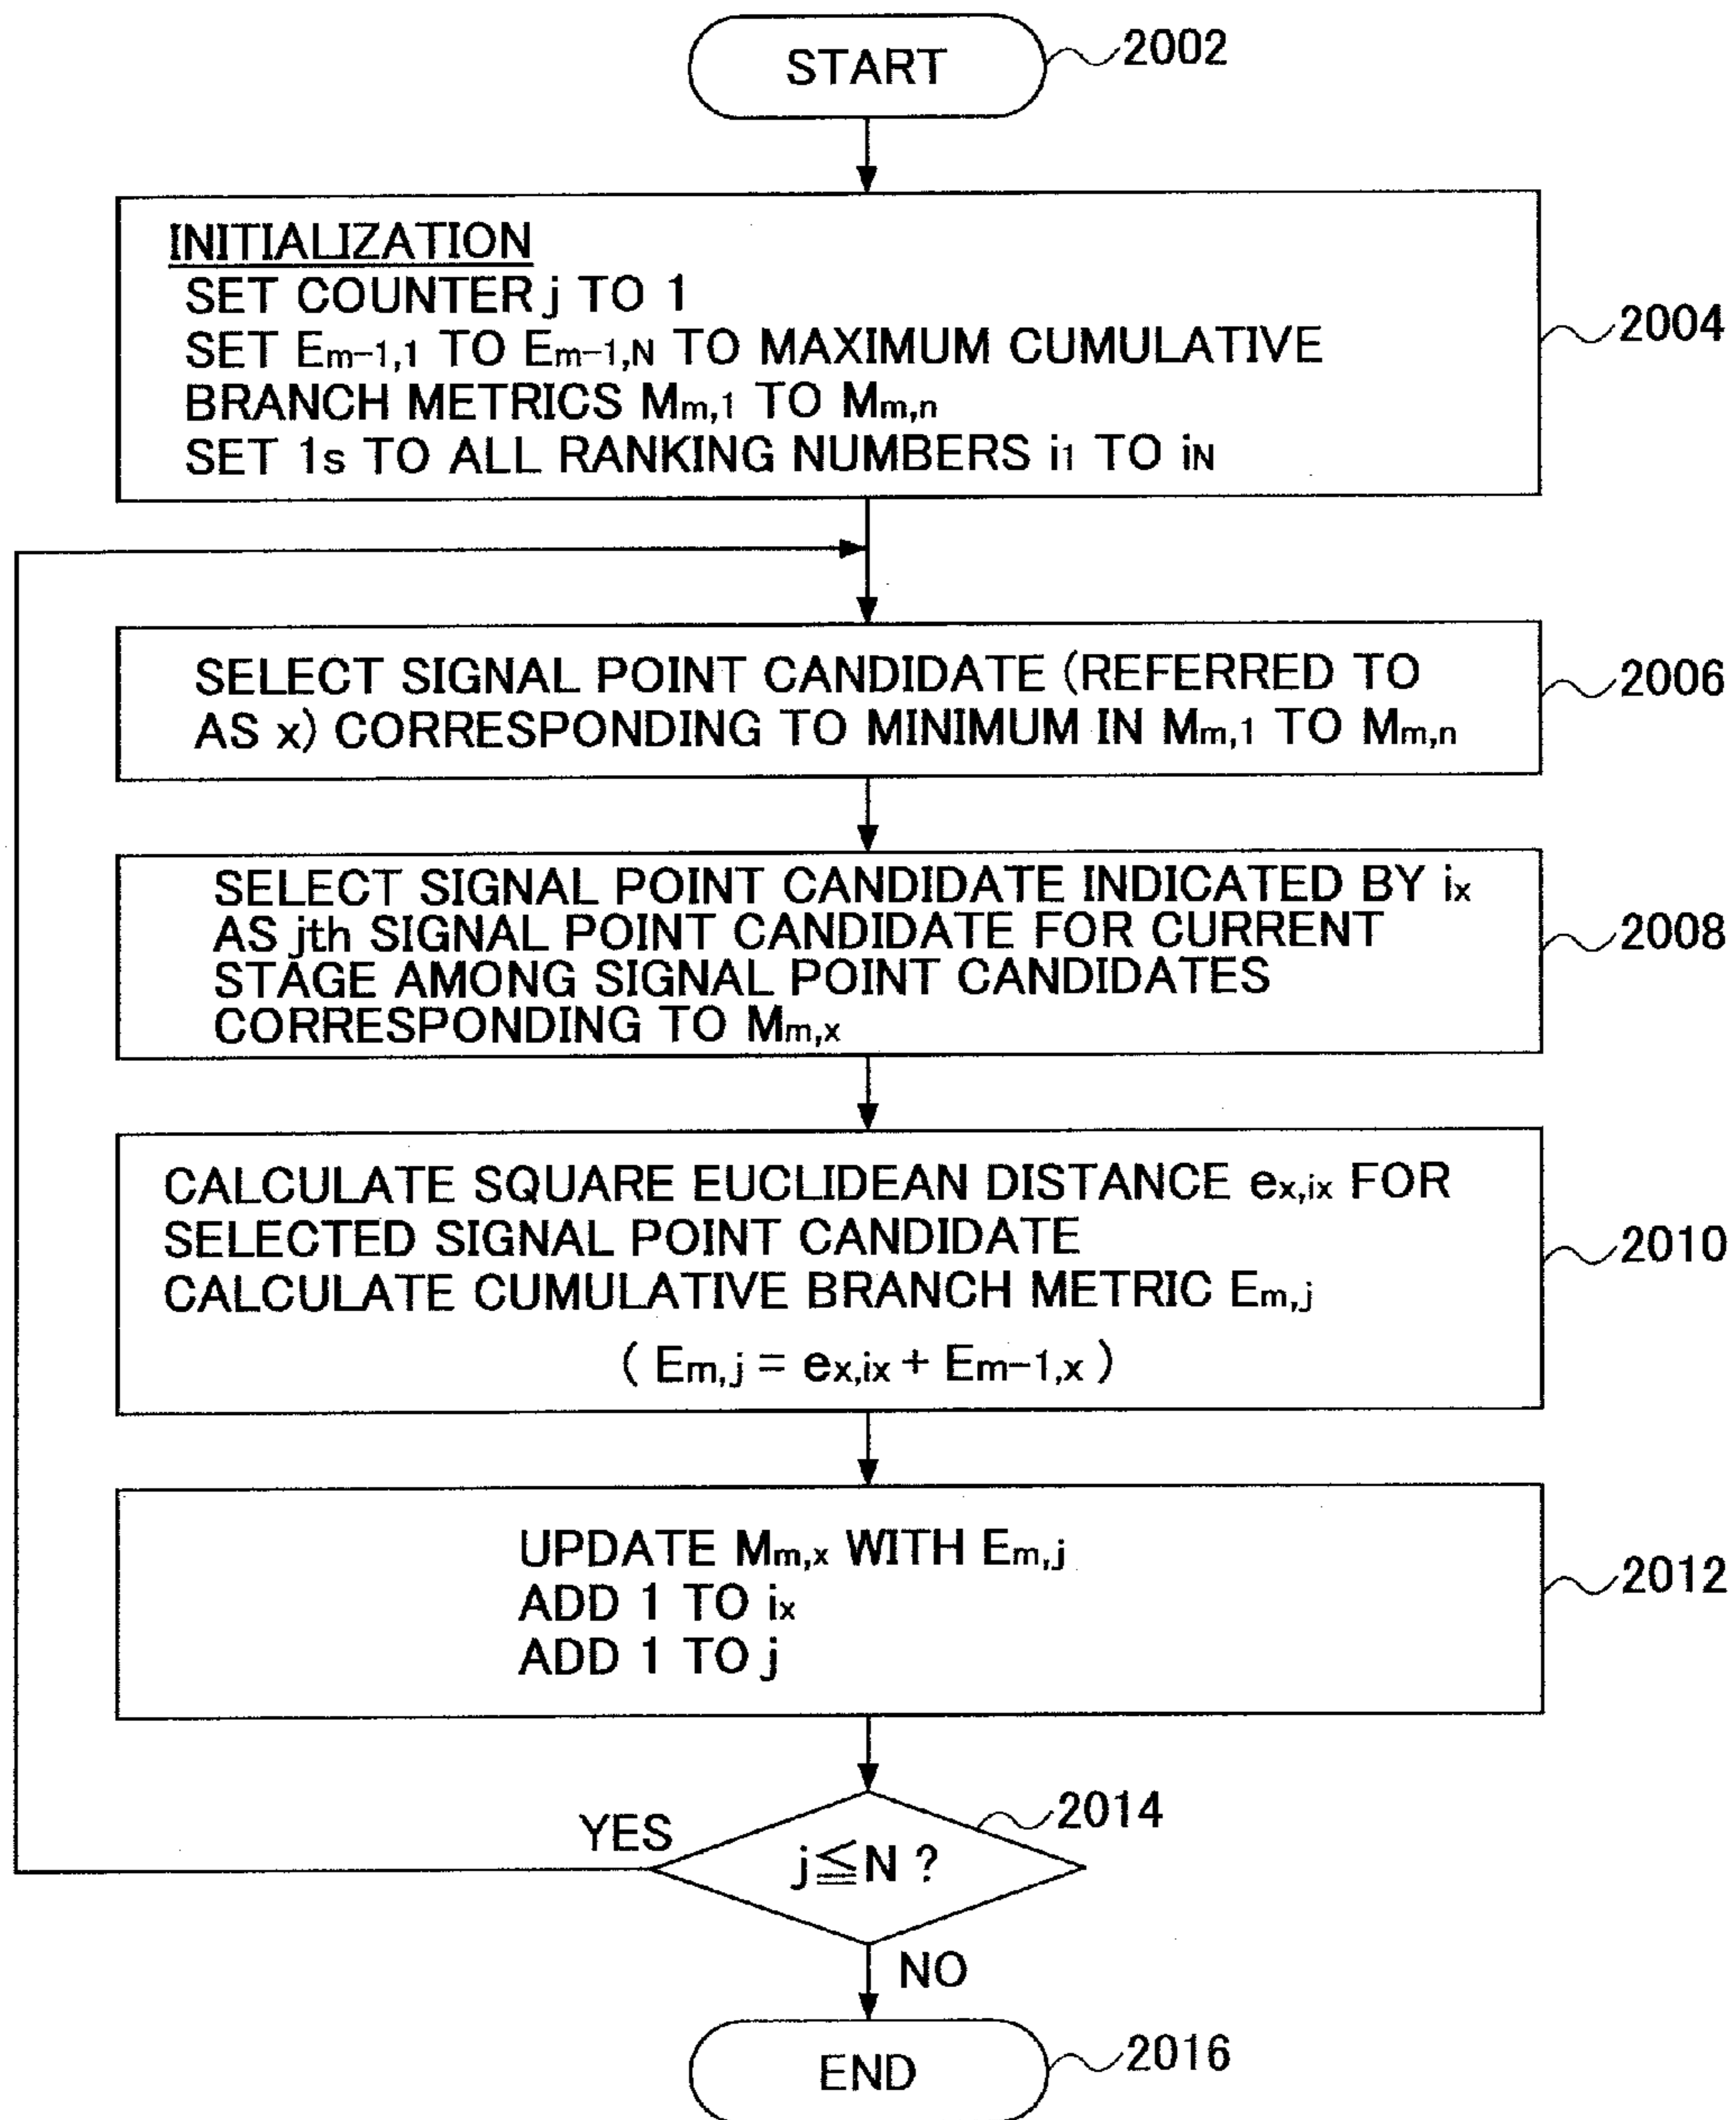 START
2002
INITIALIZATION
SET COUNTER j TO 1
SET Em-1,1 TO Em-1,N TO MAXIMUM CUMULATIVE
BRANCH METRICS Mm,1 TO Mm,n
SET 1s TO ALL RANKING NUMBERS i1 TO iN
2004
SELECT SIGNAL POINT CANDIDATE (REFERRED TO
AS x) CORRESPONDING TO MINIMUM IN Mm,1 TO Mm,n
2006
SELECT SIGNAL POINT CANDIDATE INDICATED BY ix
AS jth SIGNAL POINT CANDIDATE FOR CURRENT
STAGE AMONG SIGNAL POINT CANDIDATES
CORRESPONDING TO Mm,x
2008
CALCULATE SQUARE EUCLIDEAN DISTANCE ex,ix FOR
SELECTED SIGNAL POINT CANDIDATE
CALCULATE CUMULATIVE BRANCH METRIC Em,j
( Em,j = ex,ix + Em-1,x )
2010
UPDATE Mm,x WITH Em,j
ADD 1 TO ix
ADD 1 TO j
2012
j≦N ?
2014
YES
NO
END
2016